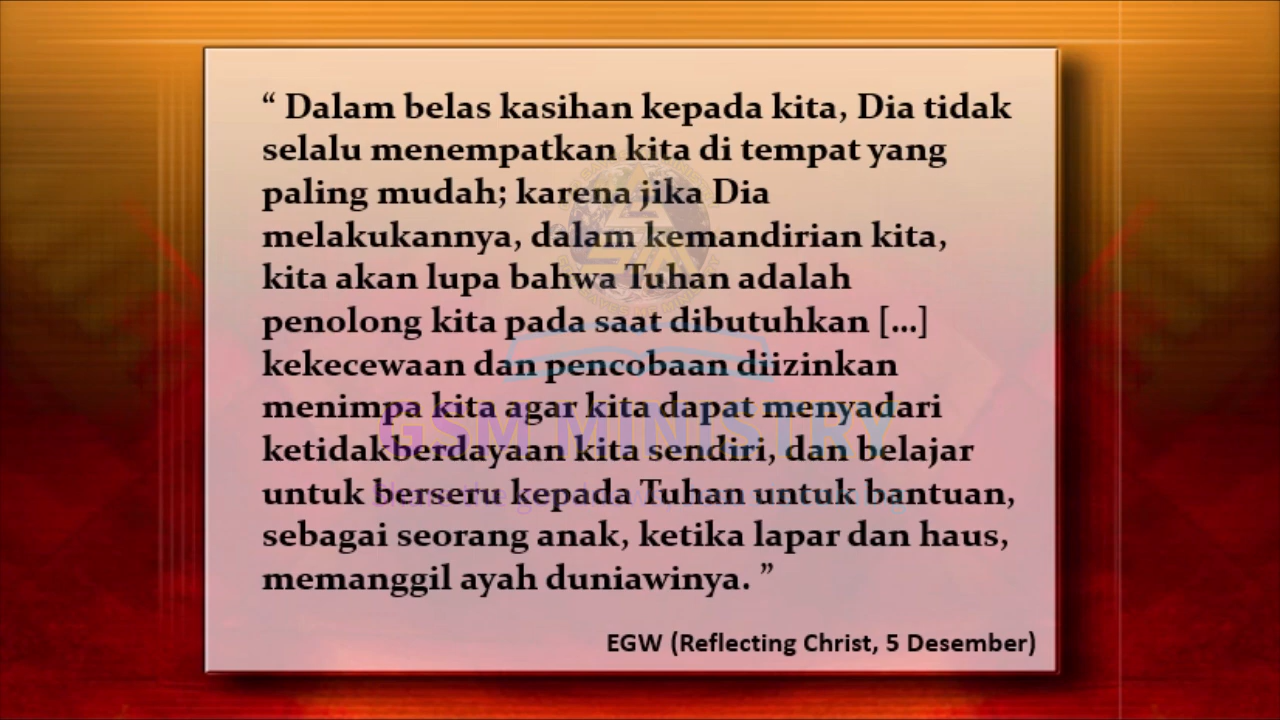 “ Dalam belas kasihan kepada kita, Dia tidak
selalu menempatkan kita di tempat yang
paling mudah; karena jika Dia
melakukannya, dalam kemandirian kita,
kita akan lupa bahwa Tuhan adalah
penolong kita pada saat dibutuhkan [...]
kekecewaan dan pencobaan diizinkan
menimpa kita agar kita dapat menyadari
ketidakberdayaan kita sendiri, dan belajar
untuk berseru kepada Tuhan untuk bantuan,
sebagai seorang anak, ketika lapar dan haus,
memanggil ayah duniawinya. ”
EGW (Reflecting Christ, 5 Desember)
GSM MINISTRY